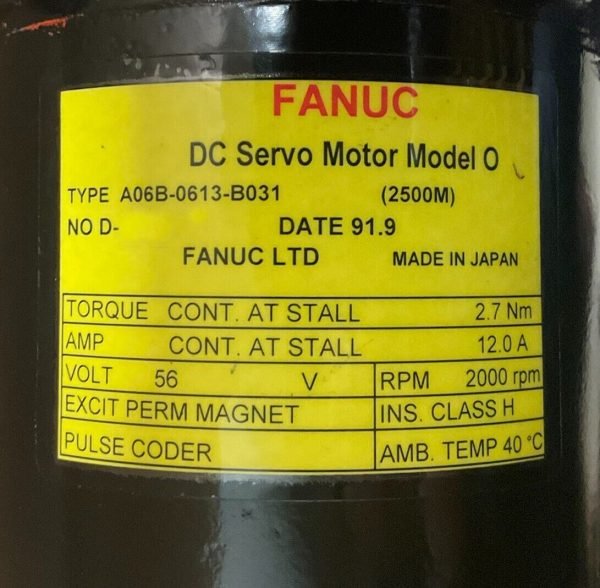 FANUC
DC Servo Motor Model O
TYPE A06B-0613-B031 (2500M)
NO D- DATE 91.9
FANUC LTD MADE IN JAPAN
TORQUE CONT. AT STALL 2.7 Nm
AMP CONT. AT STALL 12.0 A
VOLT 56 V RPM 2000 rpm
EXCIT PERM MAGNET INS. CLASS H
PULSE CODER AMB. TEMP 40 °C